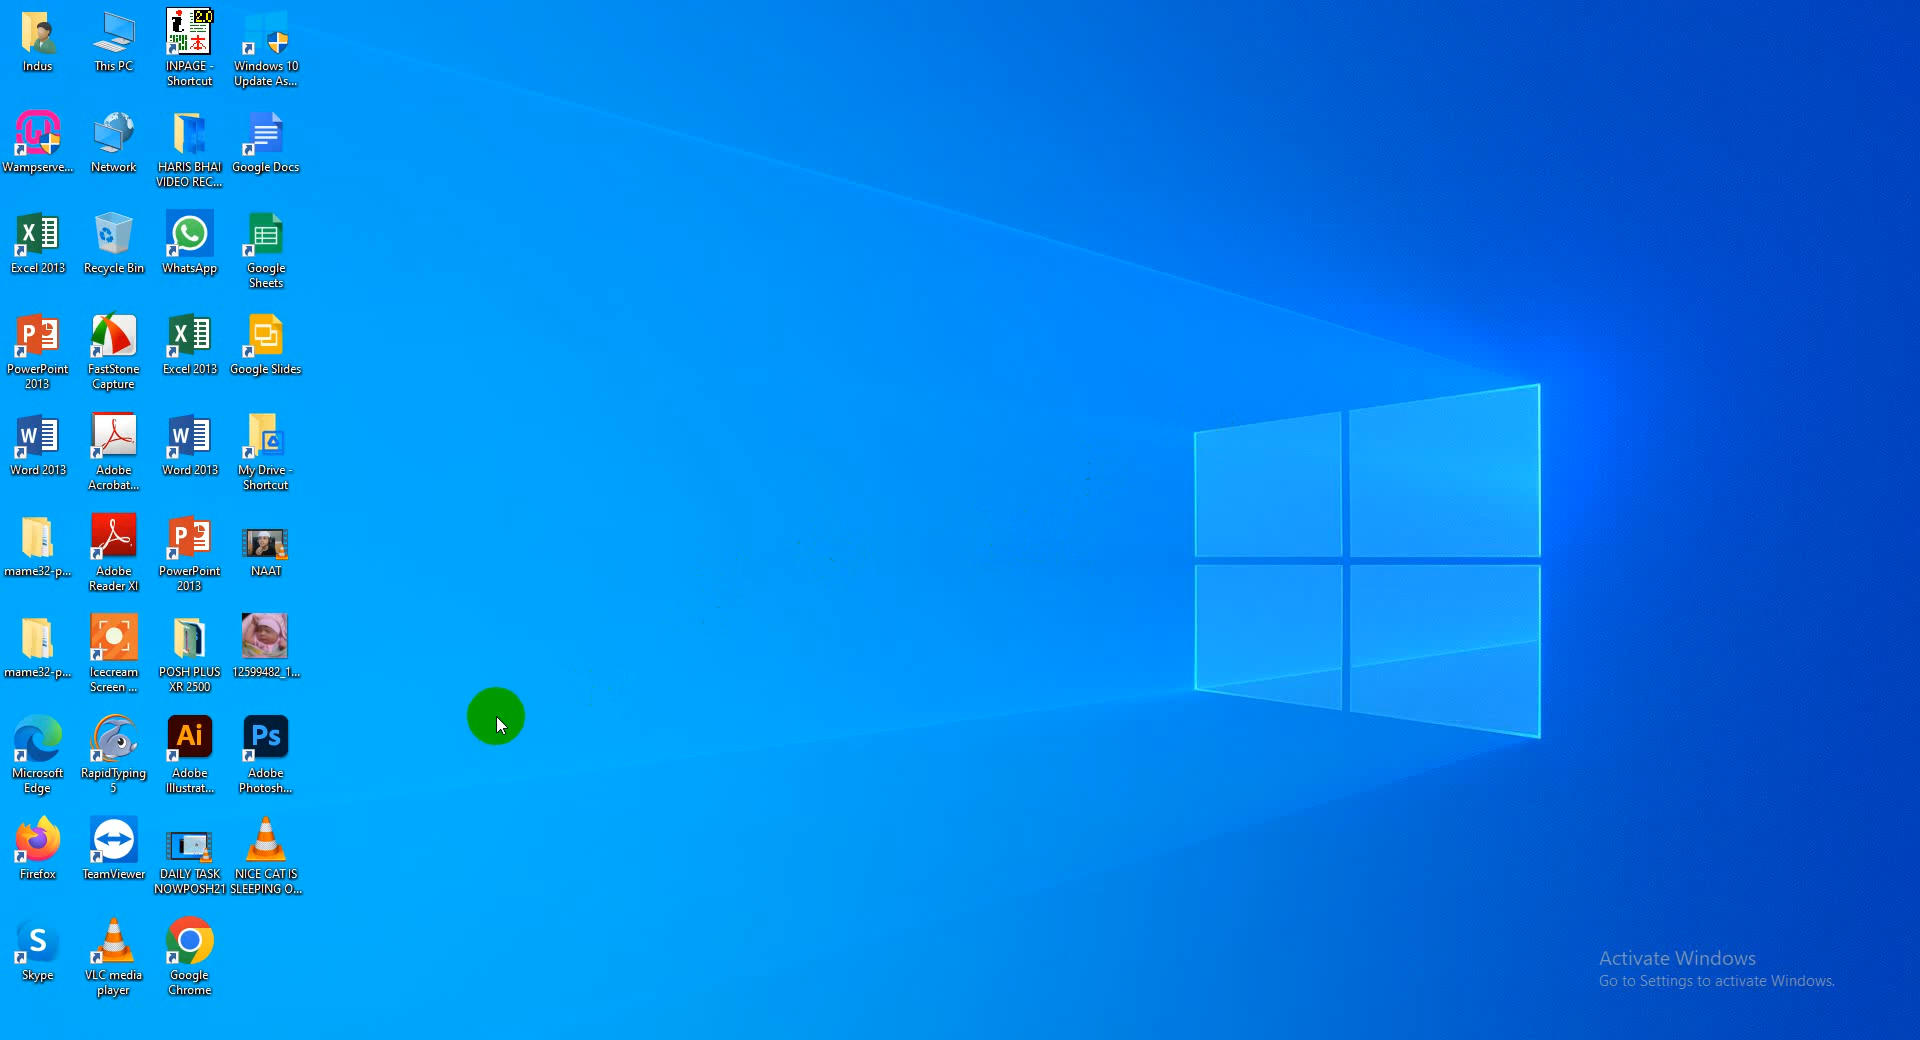 Indus
This PC
INPAGE -
Shortcut
Windows 10
Update As...
Wampserve...
Network
HARIS BHAI
VIDEO REC...
Google Docs
Excel 2013
Recycle Bin
WhatsApp
Google
Sheets
PowerPoint
2013
FastStone
Capture
Excel 2013
Google Slides
Word 2013
Adobe
Acrobat...
Word 2013
My Drive -
Shortcut
mame32-p...
Adobe
Reader XI
PowerPoint
2013
NAAT
mame32-p...
Icecream
Screen ...
POSH PLUS
XR 2500
12599482_1...
Microsoft
Edge
RapidTyping
5
Adobe
Illustrat...
Adobe
Photosh...
Firefox
TeamViewer
DAILY TASK
NOWPOSH21
NICE CAT IS
SLEEPING O...
Skype
VLC media
player
Google
Chrome
Activate Windows
Go to Settings to activate Windows.